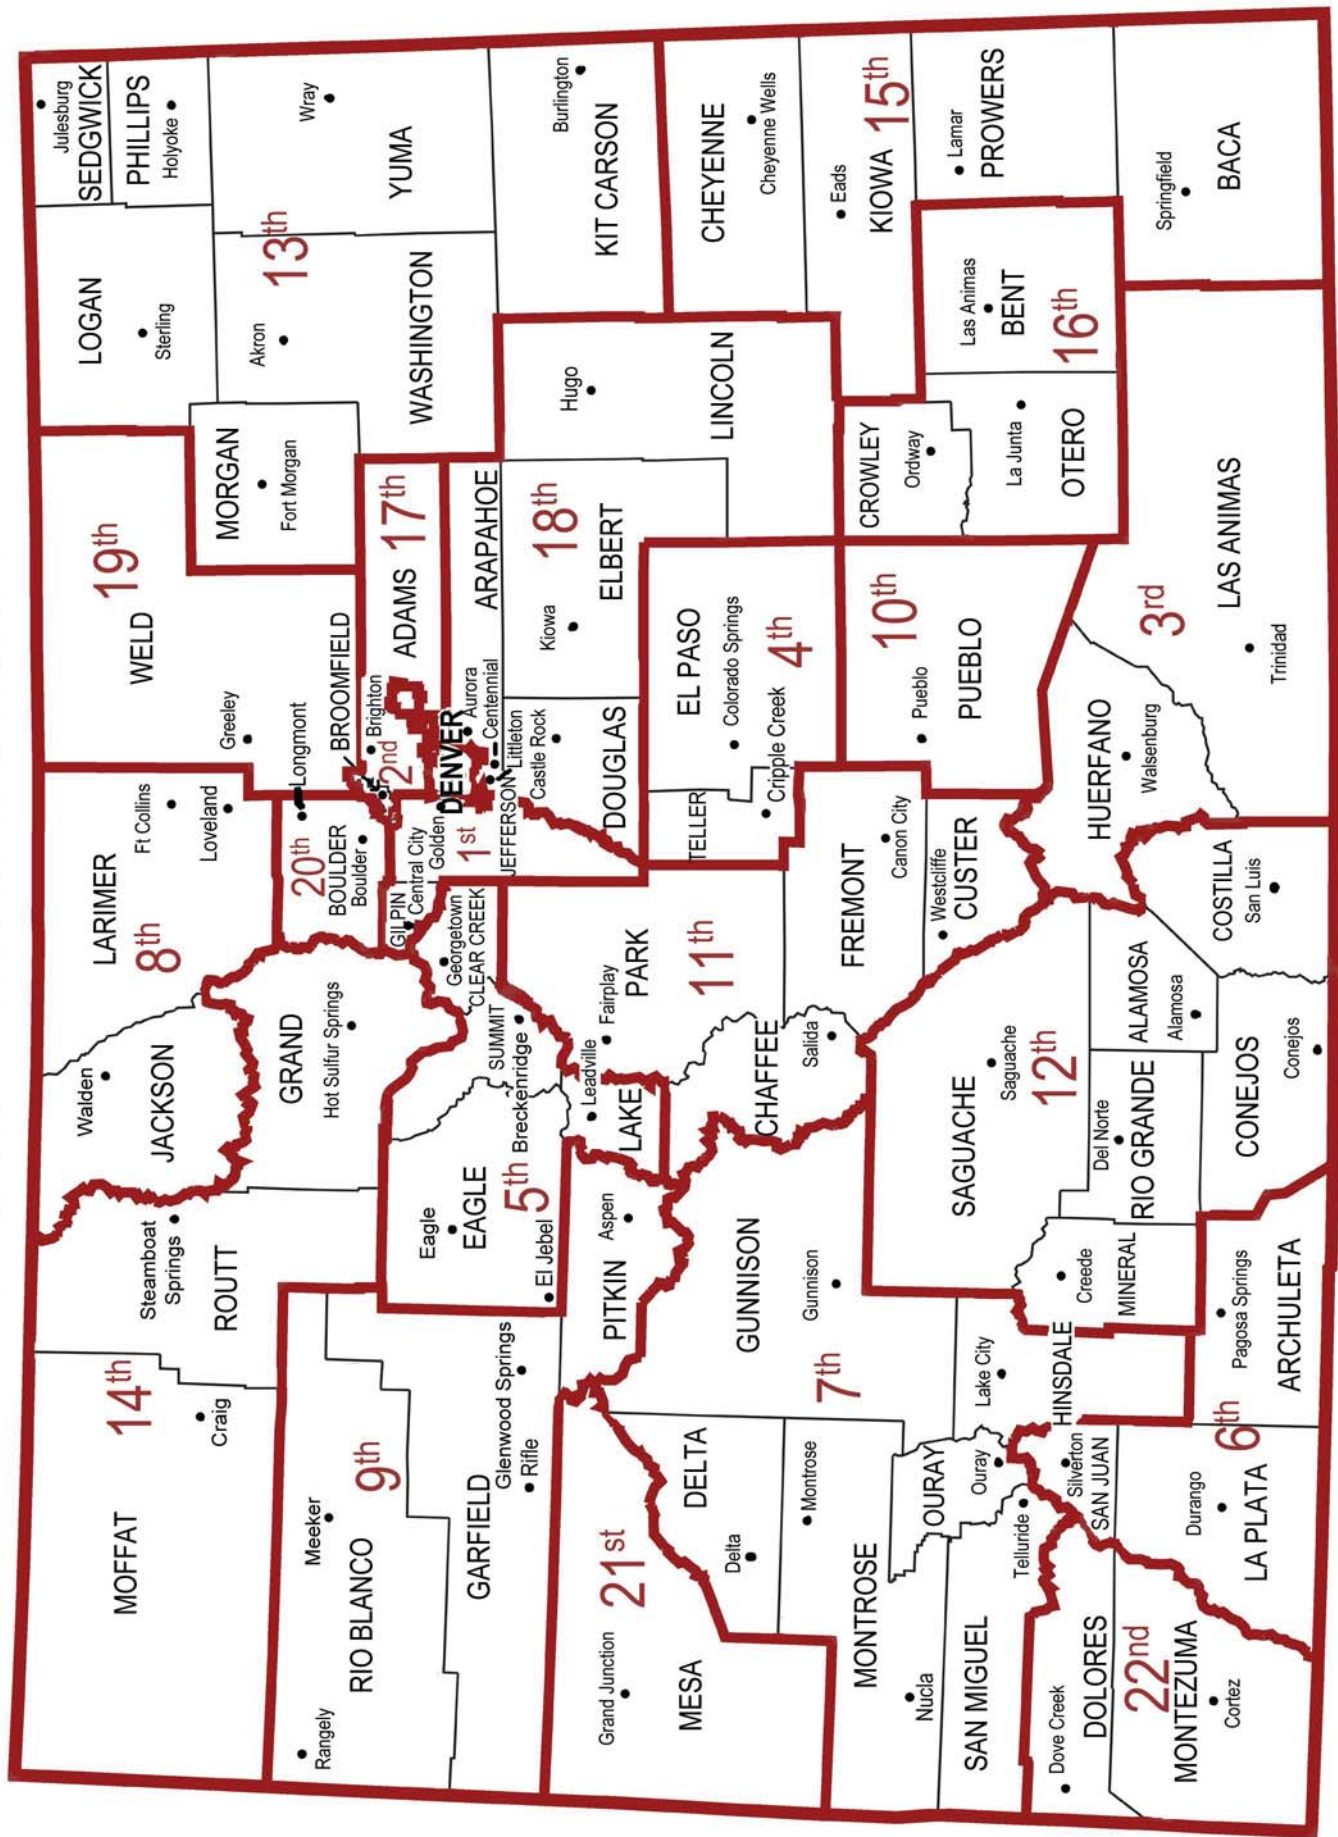 Julesburg
SEDGWICK
PHILLIPS
Holyoke
LOGAN
Sterling
13th
Wray
YUMA
Akron
WASHINGTON
MORGAN
Fort Morgan
Burlington
KIT CARSON
19th
WELD
Greeley
LARIMER
Ft Collins
Loveland
8th
JACKSON
Walden
Longmont
20th
BOULDER
Boulder
BROOMFIELD
17th
ADAMS
Brighton
2nd
DENVER
1st
JEFFERSON
Golden
GILPIN
Central City
Georgetown
CLEAR CREEK
ARAPAHOE
Aurora
Centennial
Littleton
18th
ELBERT
Kiowa
Castle Rock
DOUGLAS
Hugo
LINCOLN
CHEYENNE
Cheyenne Wells
15th
KIOWA
Eads
Lamar
PROWERS
Springfield
BACA
Las Animas
BENT
16th
CROWLEY
Ordway
La Junta
OTERO
EL PASO
Colorado Springs
4th
Cripple Creek
TELLER
10th
Pueblo
PUEBLO
3rd
LAS ANIMAS
Trinidad
HUERFANO
Walsenburg
GRAND
Hot Sulfur Springs
SUMMIT
Breckenridge
5th
EAGLE
Eagle
El Jebel
Leadville
LAKE
Fairplay
PARK
11th
CHAFFEE
Salida
FREMONT
Canon City
Westcliffe
CUSTER
Steamboat
Springs
ROUTT
14th
MOFFAT
Craig
9th
Meeker
RIO BLANCO
Rangely
GARFIELD
Glenwood Springs
Rifle
PITKIN
Aspen
21st
Grand Junction
MESA
GUNNISON
Gunnison
7th
DELTA
Delta
Montrose
MONTROSE
Nucla
OURAY
Ouray
SAN MIGUEL
Telluride
Lake City
HINSDALE
SAGUACHE
Saguache
12th
ALAMOSA
Alamosa
COSTILLA
San Luis
CONEJOS
Conejos
Del Norte
RIO GRANDE
Creede
MINERAL
Pagosa Springs
ARCHULETA
6th
Silverton
SAN JUAN
Durango
LA PLATA
Dove Creek
DOLORES
22nd
MONTEZUMA
Cortez